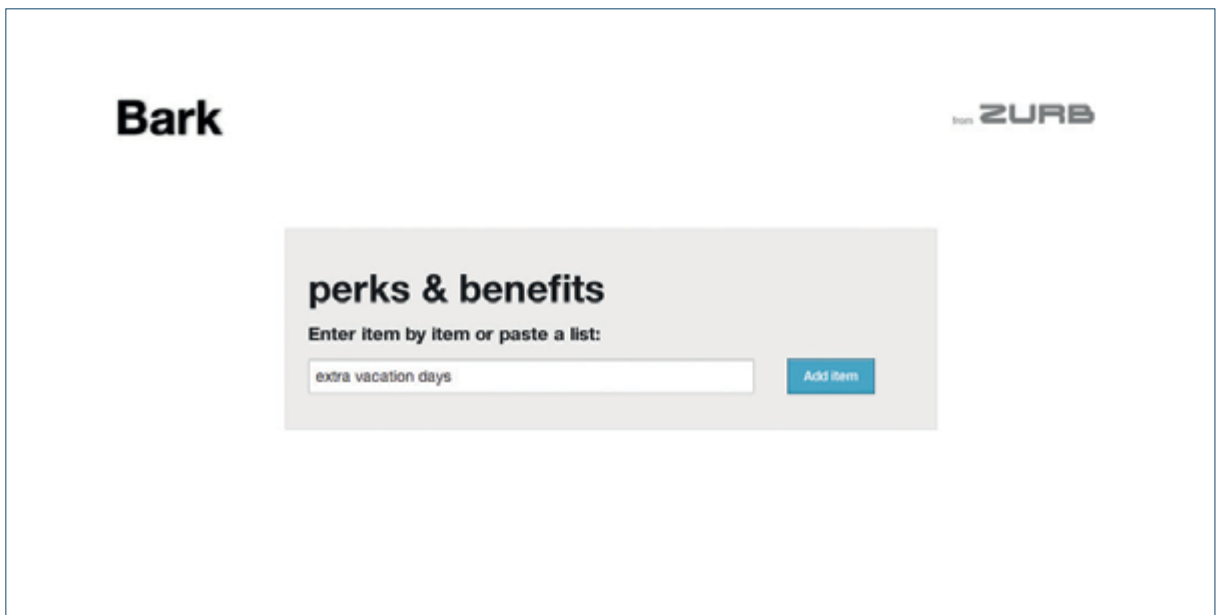 Bark
from ZURB
perks & benefits
Enter item by item or paste a list:
extra vacation days
Add item